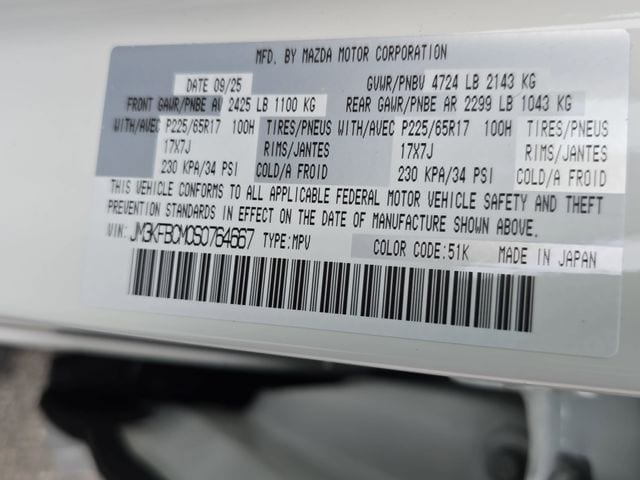 MFD. BY MAZDA MOTOR CORPORATION
DATE 09/25 GVWR/PNBV 4724 LB 2143 KG
FRONT GAWR/PNBE AV 2425 LB 1100 KG REAR GAWR/PNBE AR 2299 LB 1043 KG
WITH/AVEC P225/65R17 100H TIRES/PNEUS WITH/AVEC P225/65R17 100H TIRES/PNEUS
17X7J RIMS/JANTES 17X7J RIMS/JANTES
230 KPA/34 PSI COLD/A FROID 230 KPA/34 PSI COLD/A FROID
THIS VEHICLE CONFORMS TO ALL APPLICABLE FEDERAL MOTOR VEHICLE SAFETY AND THEFT
PREVENTION STANDARDS IN EFFECT ON THE DATE OF MANUFACTURE SHOWN ABOVE.
VIN: JM3KFBCM0S0764667 TYPE:MPV COLOR CODE:51K MADE IN JAPAN